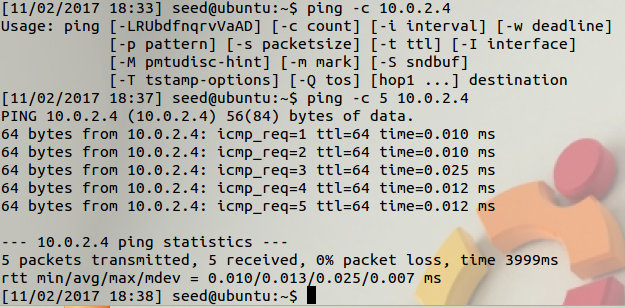 [11/02/2017 18:33] seed@ubuntu:~$ ping -c 10.0.2.4
Usage: ping [-LRUbdfnqrvVaAD] [-c count] [-i interval] [-w deadline]
            [-p pattern] [-s packetsize] [-t ttl] [-I interface]
            [-M pmtudisc-hint] [-m mark] [-S sndbuf]
            [-T tstamp-options] [-Q tos] [hop1 ...] destination
[11/02/2017 18:37] seed@ubuntu:~$ ping -c 5 10.0.2.4
PING 10.0.2.4 (10.0.2.4) 56(84) bytes of data.
64 bytes from 10.0.2.4: icmp_req=1 ttl=64 time=0.010 ms
64 bytes from 10.0.2.4: icmp_req=2 ttl=64 time=0.010 ms
64 bytes from 10.0.2.4: icmp_req=3 ttl=64 time=0.025 ms
64 bytes from 10.0.2.4: icmp_req=4 ttl=64 time=0.012 ms
64 bytes from 10.0.2.4: icmp_req=5 ttl=64 time=0.012 ms

--- 10.0.2.4 ping statistics ---
5 packets transmitted, 5 received, 0% packet loss, time 3999ms
rtt min/avg/max/mdev = 0.010/0.013/0.025/0.007 ms
[11/02/2017 18:38] seed@ubuntu:~$